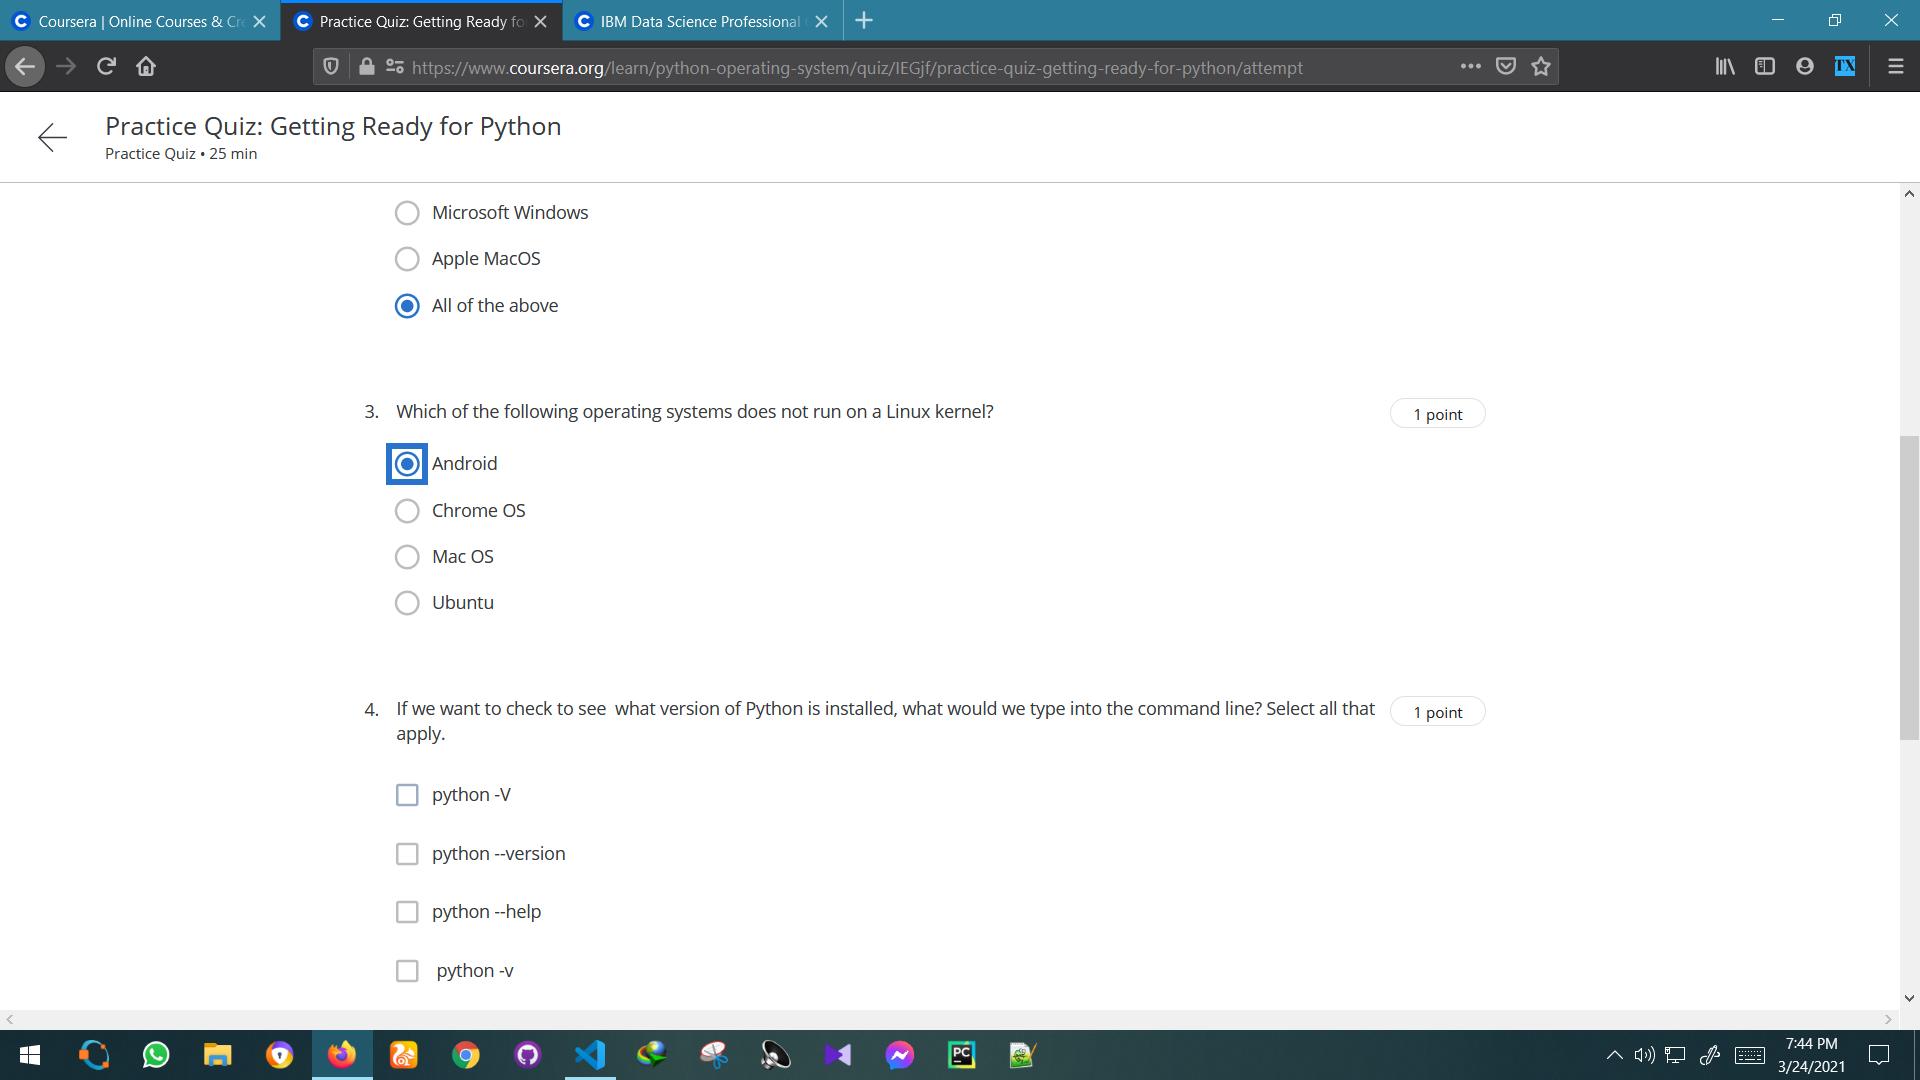 Coursera | Online Courses & Cre
Practice Quiz: Getting Ready fo
IBM Data Science Professional
https://www.coursera.org/learn/python-operating-system/quiz/IEGjf/practice-quiz-getting-ready-for-python/attempt
Practice Quiz: Getting Ready for Python
Practice Quiz • 25 min
Microsoft Windows
Apple MacOS
All of the above
3. Which of the following operating systems does not run on a Linux kernel?
1 point
Android
Chrome OS
Mac OS
Ubuntu
4. If we want to check to see what version of Python is installed, what would we type into the command line? Select all that
apply.
1 point
python -V
python --version
python --help
python -v
7:44 PM
3/24/2021